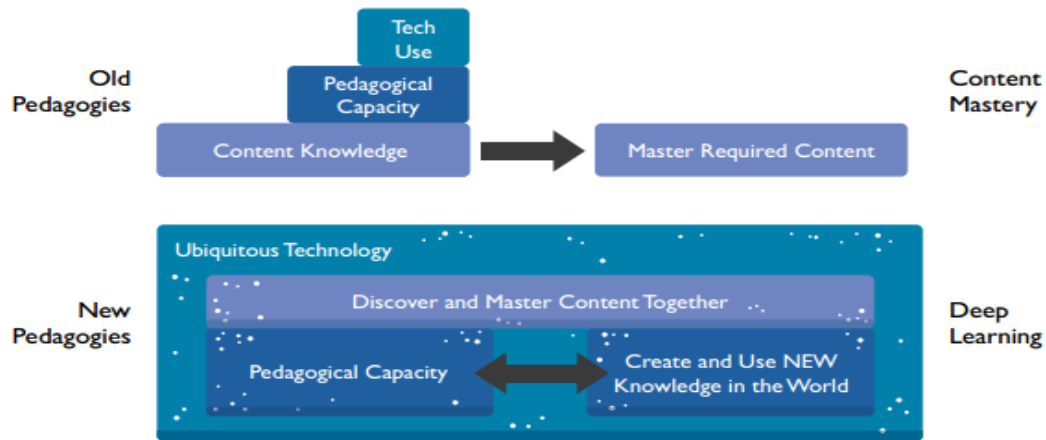 Tech
Use
Old
Pedagogies
Pedagogical
Capacity
Content
Mastery
Content Knowledge
Master Required Content
Ubiquitous Technology
Discover and Master Content Together
New
Pedagogies
Deep
Learning
Pedagogical Capacity
Create and Use NEW
Knowledge in the World